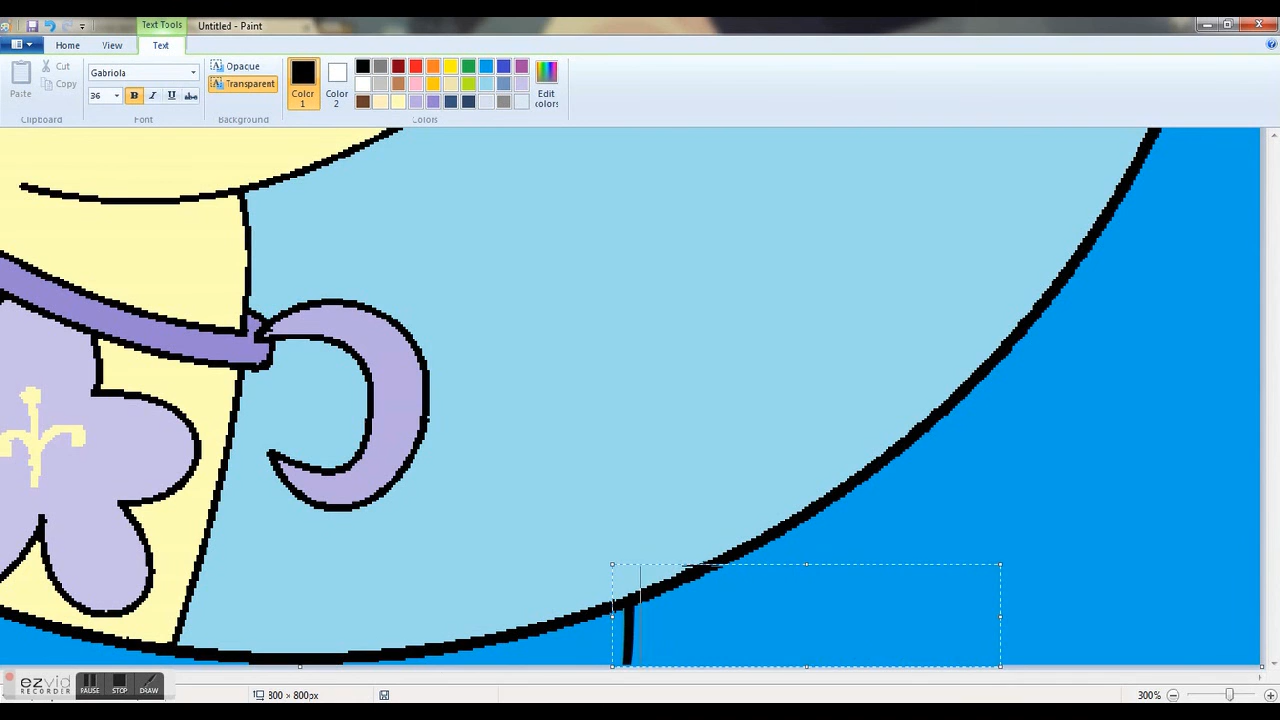 Text Tools
Untitled - Paint
Home
View
Text
Paste
Cut
Copy
Clipboard
Gabriola
36
B
I
U
abc
Font
Opaque
Transparent
Background
Color
1
Color
2
Edit
colors
Colors
ezvid
RECORDER
PAUSE
STOP
DRAW
800 × 800px
300%